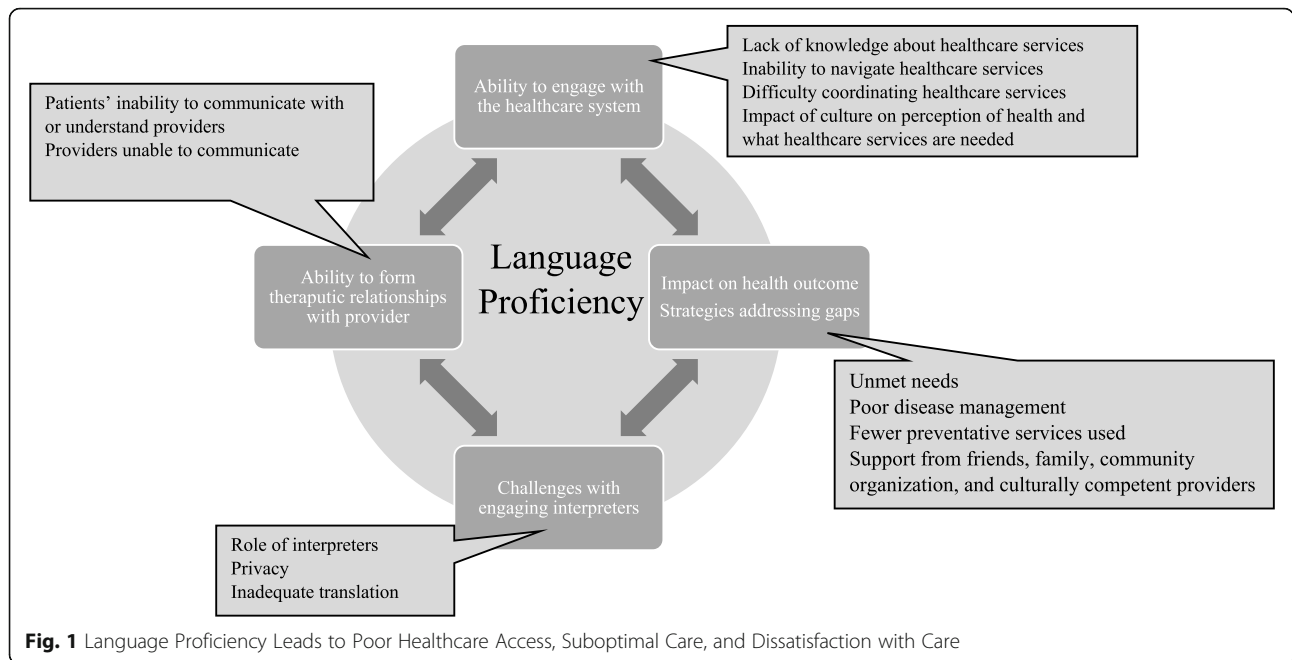 Ability to engage with
the healthcare system
Lack of knowledge about healthcare services
Inability to navigate healthcare services
Difficulty coordinating healthcare services
Impact of culture on perception of health and
what healthcare services are needed
Patients’ inability to communicate with
or understand providers
Providers unable to communicate
Language
Proficiency
Ability to form
theraputic relationships
with provider
Impact on health outcome
Strategies addressing gaps
Unmet needs
Poor disease management
Fewer preventative services used
Support from friends, family, community
organization, and culturally competent providers
Challenges with
engaging interpreters
Role of interpreters
Privacy
Inadequate translation
Fig. 1 Language Proficiency Leads to Poor Healthcare Access, Suboptimal Care, and Dissatisfaction with Care